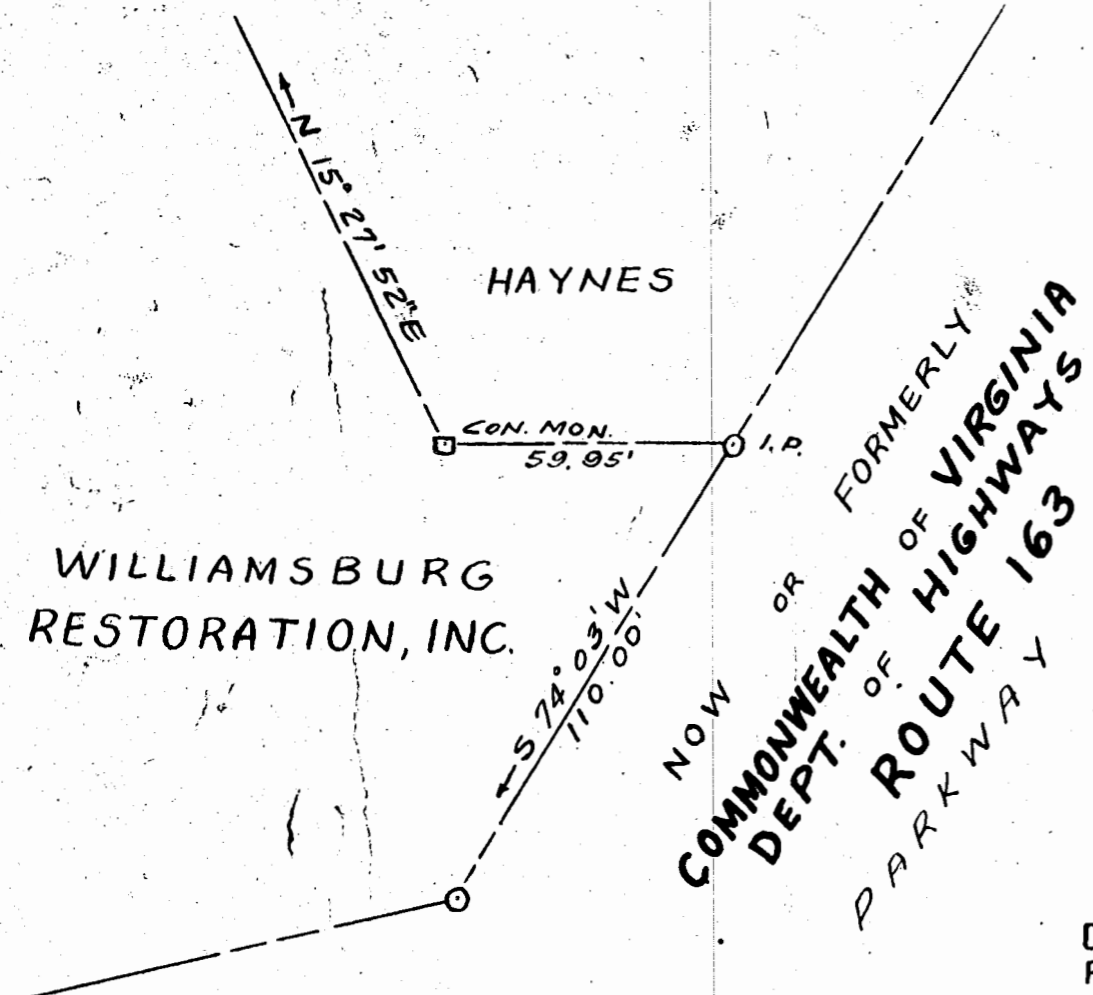 N 15° 27' 52" E
HAYNES
CON. MON.
59.95'
I.P.
WILLIAMSBURG
RESTORATION, INC.
S 74° 03' W
110.00'
NOW OR FORMERLY
COMMONWEALTH OF VIRGINIA
DEPT. OF HIGHWAYS
ROUTE 163
PARKWAY